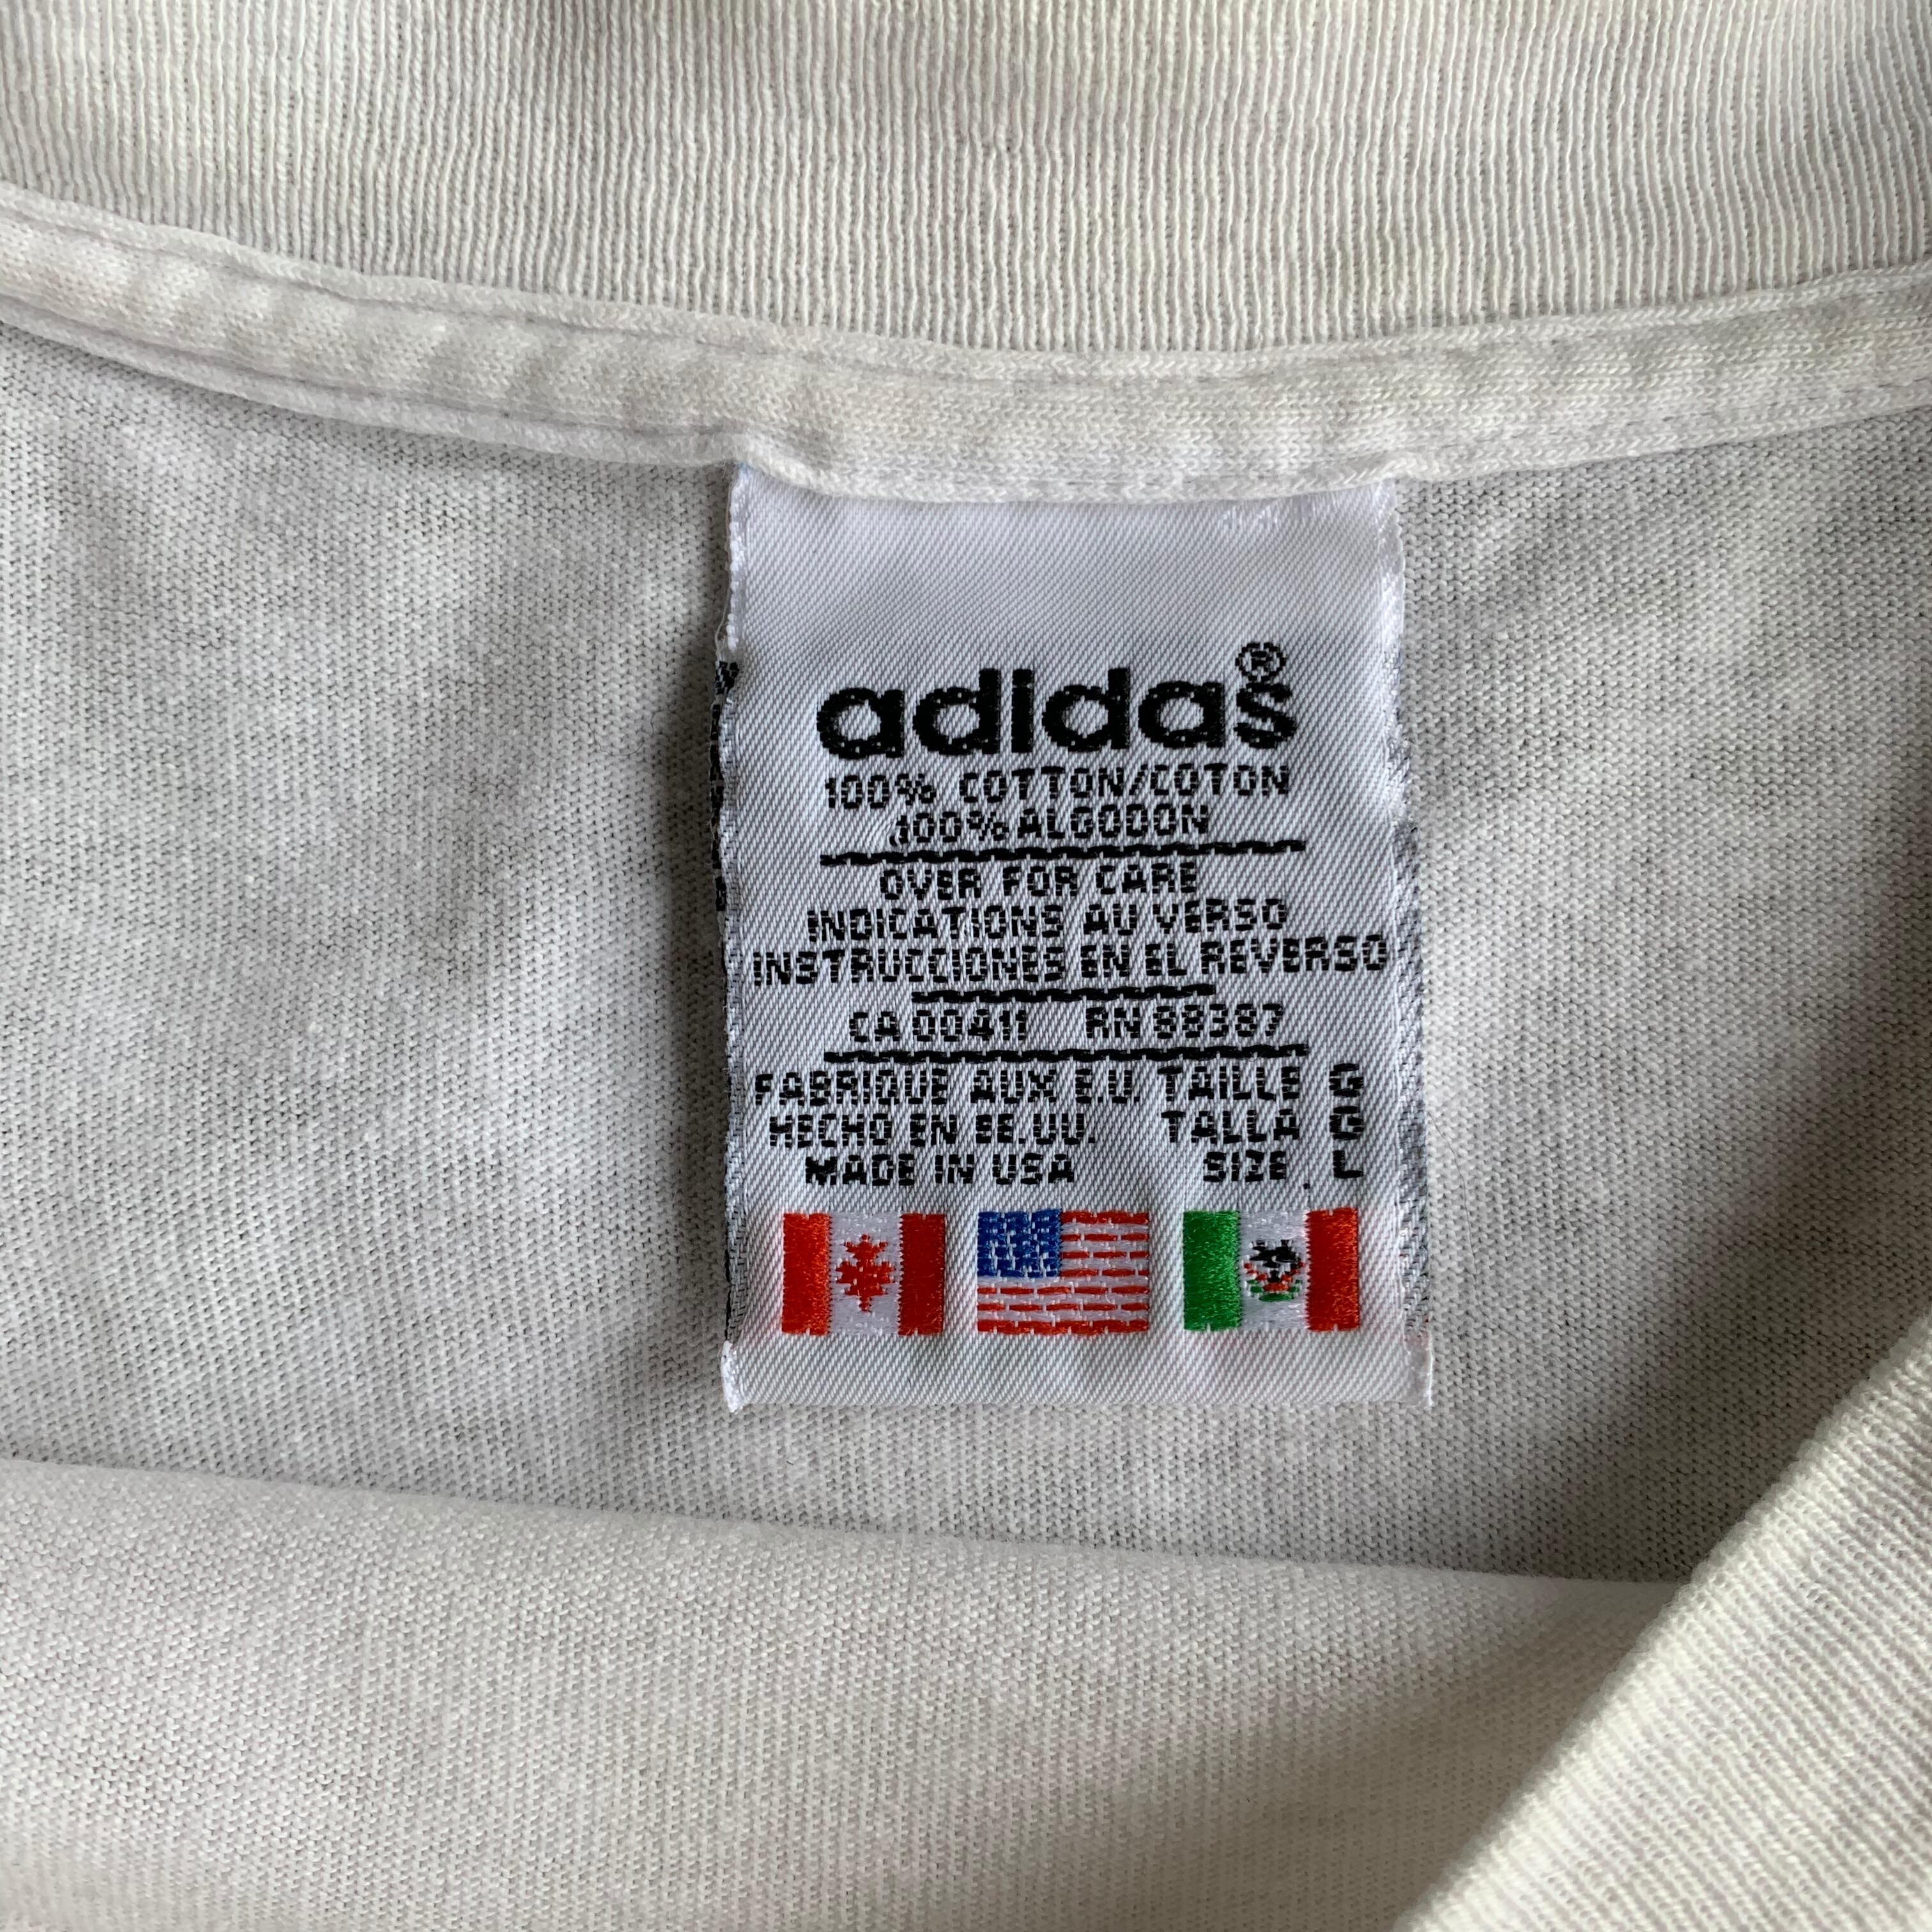 adidas®
100% COTTON/COTON
100% ALGODON
OVER FOR CARE
INDICATIONS AU VERSO
INSTRUCCIONES EN EL REVERSO
CA 00411 RN 88387
FABRIQUE AUX E.U. TAILLE G
HECHO EN EE.UU. TALLA G
MADE IN USA SIZE L